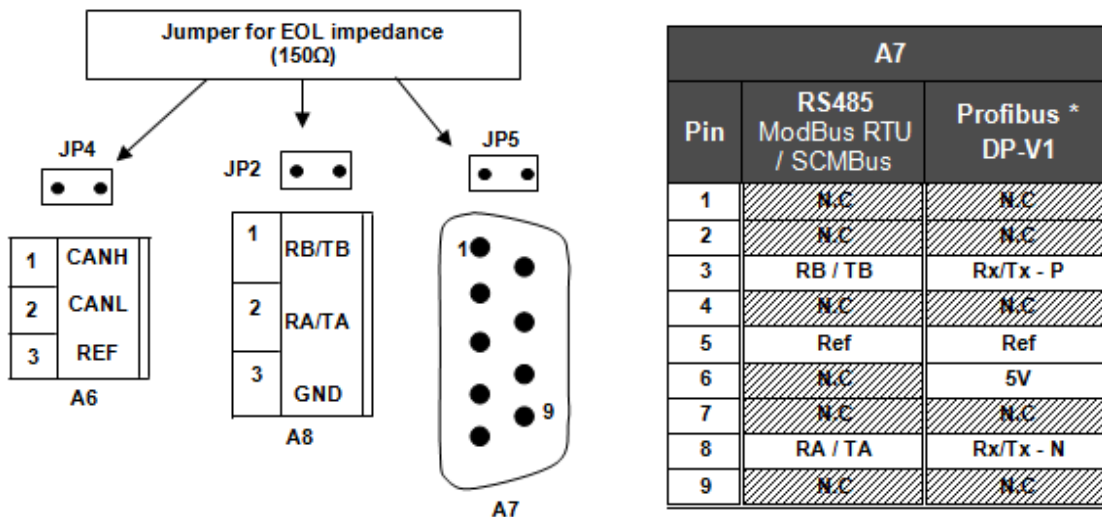 Jumper for EOL impedance
(150Ω)
JP4
JP2
JP5
1 CANH
2 CANL
3 REF
A6
1 RB/TB
2 RA/TA
3 GND
A8
1
9
A7
A7
Pin
RS485
ModBus RTU
/ SCMBus
Profibus *
DP-V1
1 N.C N.C
2 N.C N.C
3 RB / TB Rx/Tx - P
4 N.C N.C
5 Ref Ref
6 N.C 5V
7 N.C N.C
8 RA / TA Rx/Tx - N
9 N.C N.C